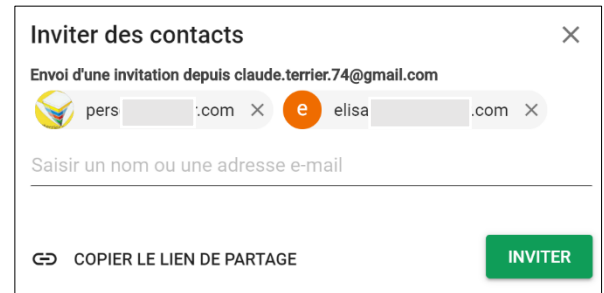 Inviter des contacts
Envoi d'une invitation depuis claude.terrier.74@gmail.com
pers .com e elisa .com
Saisir un nom ou une adresse e-mail
COPIER LE LIEN DE PARTAGE INVITER